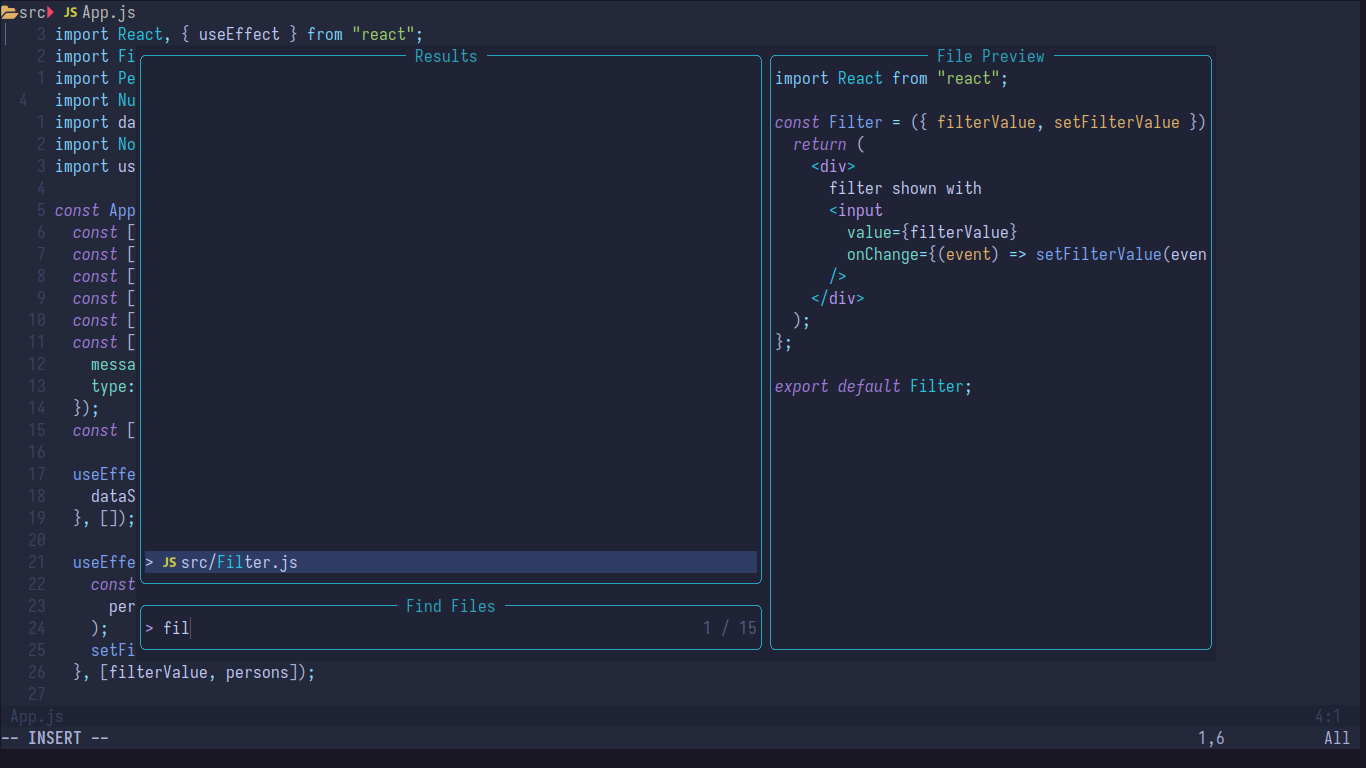 src JS App.js
3 import React, { useEffect } from "react";
2 import Fi
1 import Pe
4 import Nu
1 import da
2 import No
3 import us
4
5 const App
6 const [
7 const [
8 const [
9 const [
10 const [
11 const [
12 messa
13 type:
14 });
15 const [
16
17 useEffe
18 dataS
19 }, []);
20
21 useEffe
22 const
23 per
24 );
25 setFi
26 }, [filterValue, persons]);
27
Results
> JS src/Filter.js
Find Files
> fil 1 / 15
File Preview
import React from "react";
const Filter = ({ filterValue, setFilterValue })
return (
<div>
filter shown with
<input
value={filterValue}
onChange={(event) => setFilterValue(even
/>
</div>
);
};
export default Filter;
App.js 4:1
-- INSERT -- 1,6 All